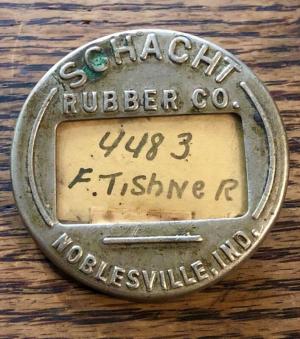 SCHACHT
RUBBER CO.
4483
F. TIShNeR
NOBLESVILLE, IND.